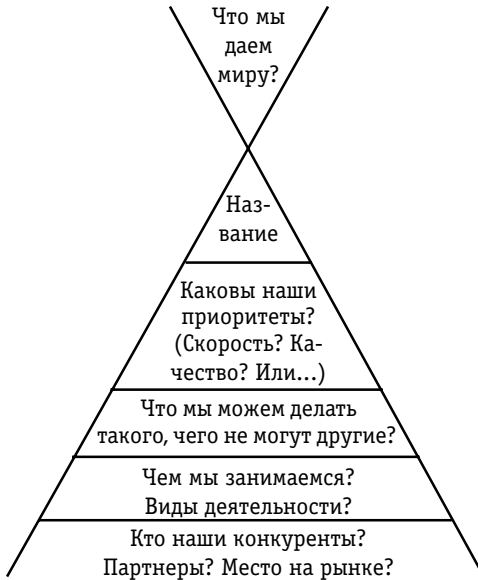 Что мы
даем
миру?
Наз-
вание
Каковы наши
приоритеты?
(Скорость? Ка-
чество? Или...)
Что мы можем делать
такого, чего не могут другие?
Чем мы занимаемся?
Виды деятельности?
Кто наши конкуренты?
Партнеры? Место на рынке?